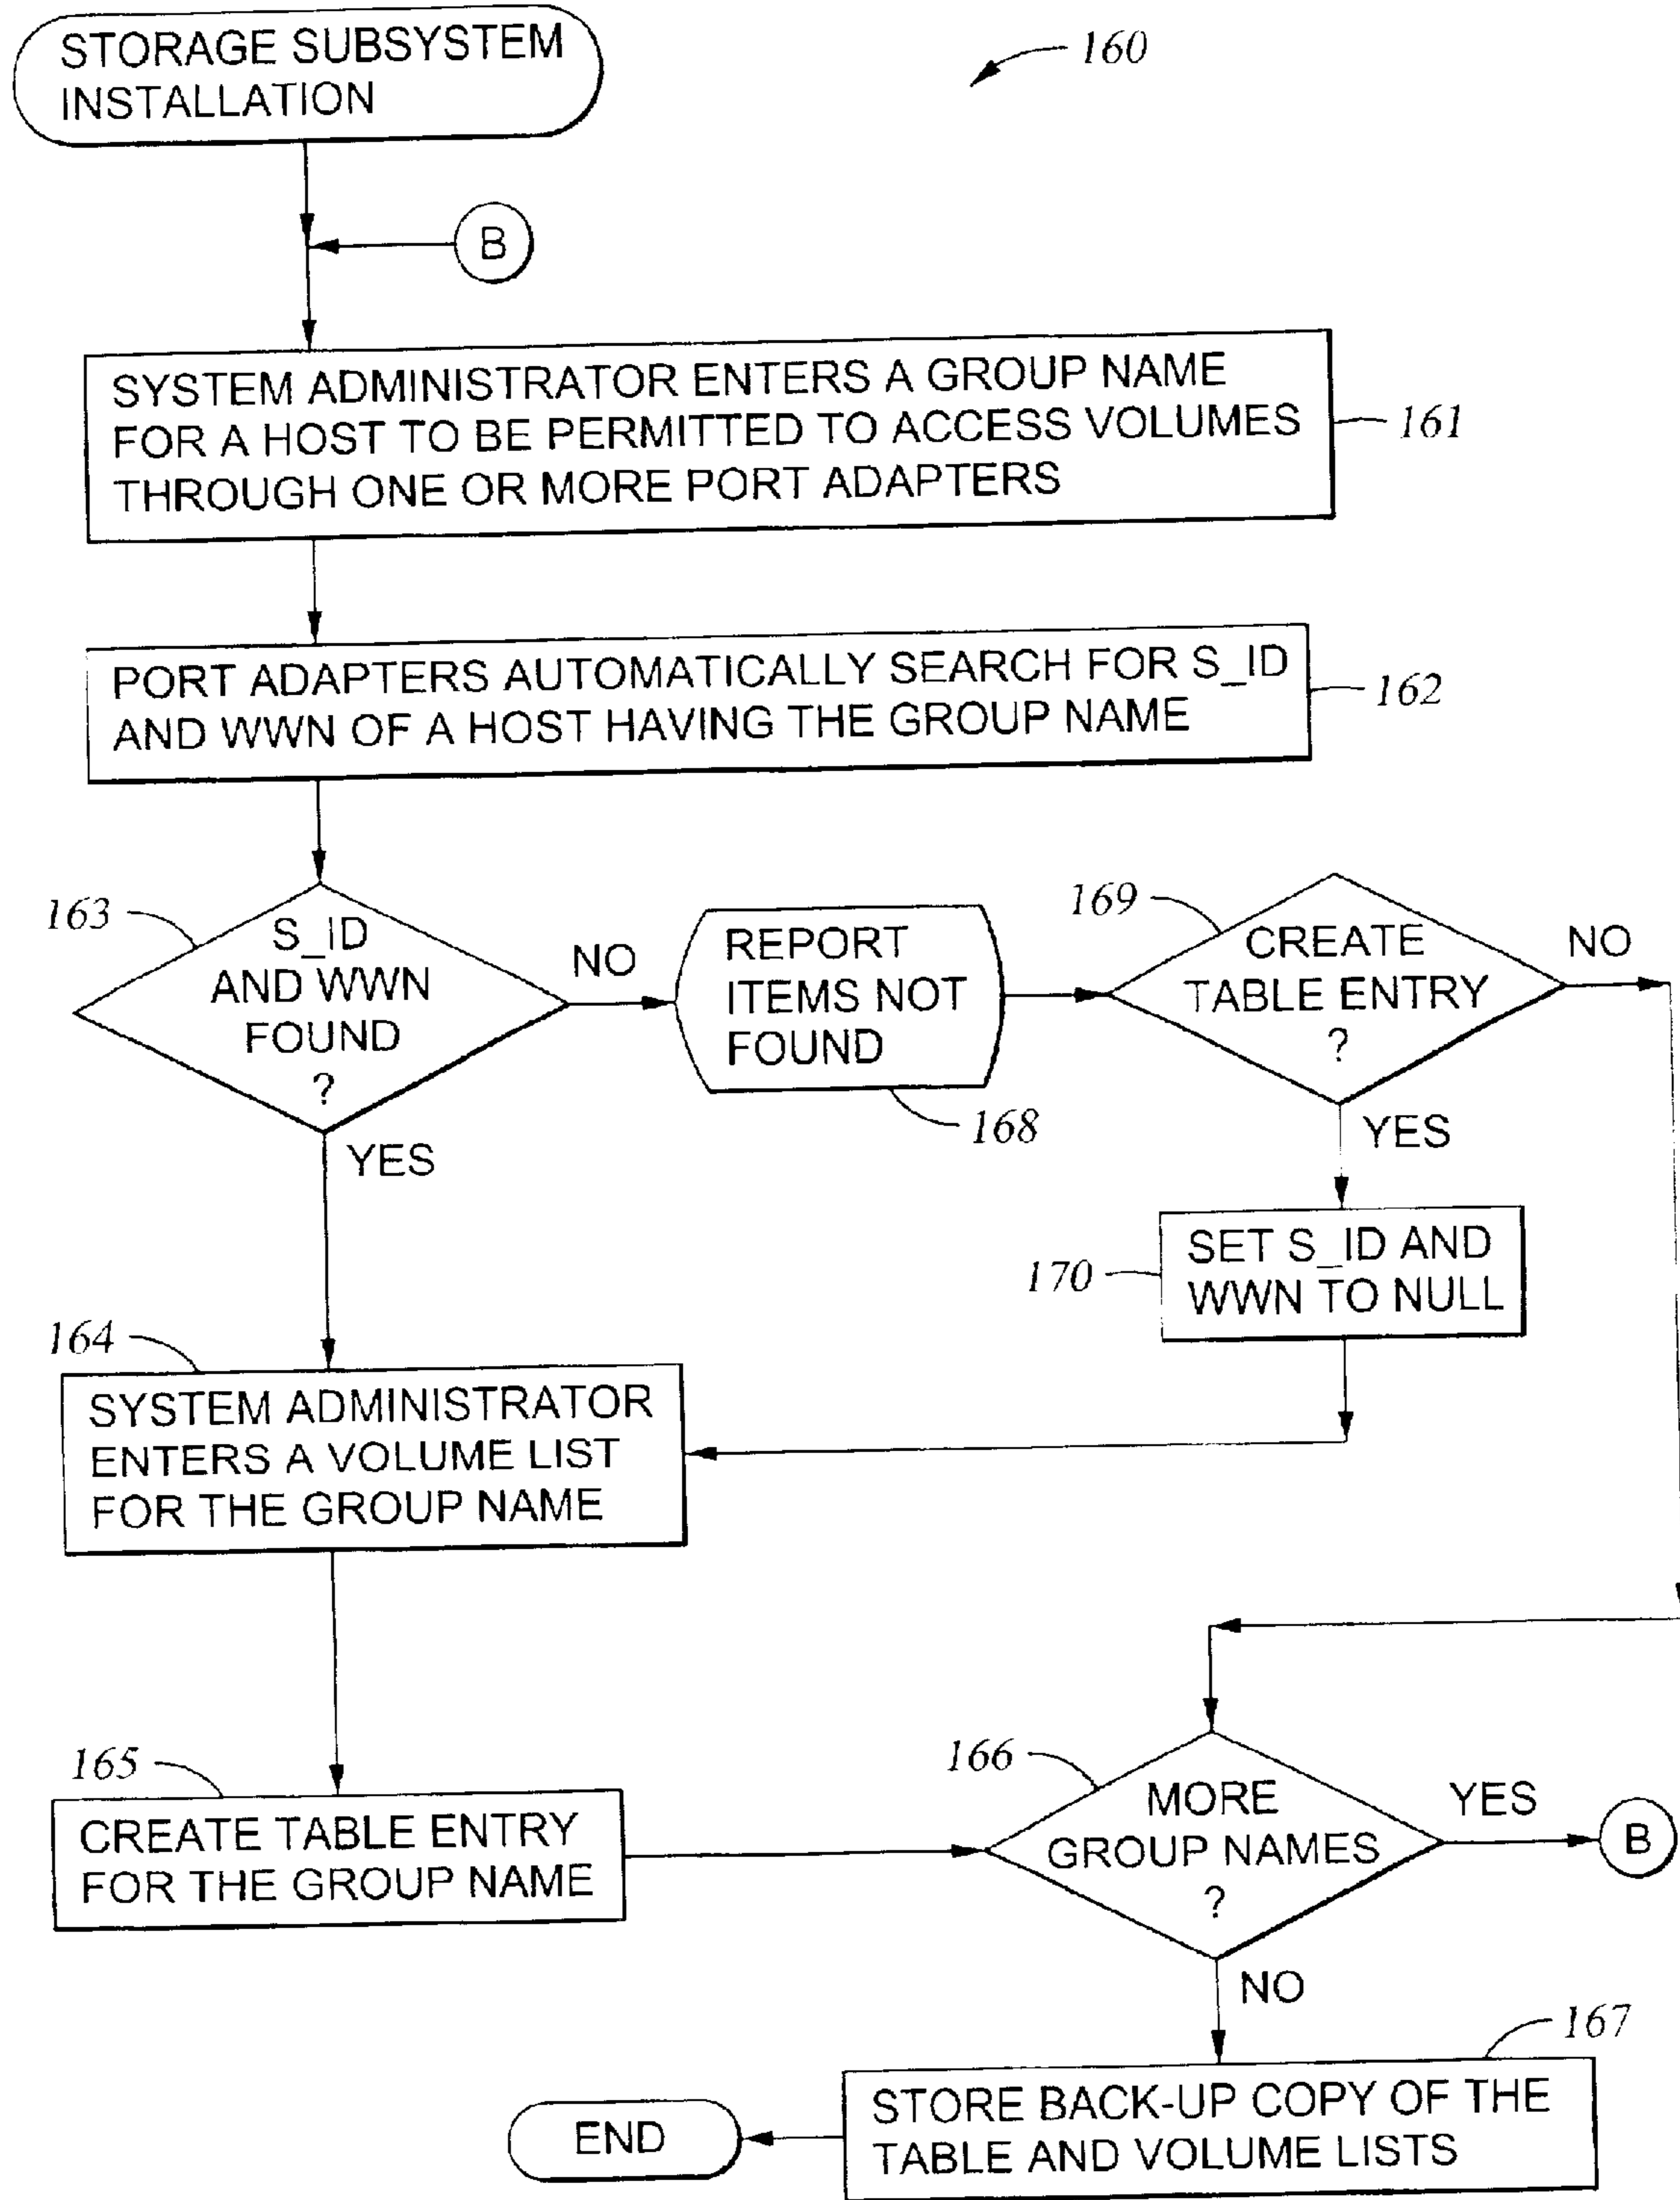 STORAGE SUBSYSTEM
INSTALLATION
160
B
SYSTEM ADMINISTRATOR ENTERS A GROUP NAME
FOR A HOST TO BE PERMITTED TO ACCESS VOLUMES
THROUGH ONE OR MORE PORT ADAPTERS
161
PORT ADAPTERS AUTOMATICALLY SEARCH FOR S_ID
AND WWN OF A HOST HAVING THE GROUP NAME
162
163
S_ID
AND WWN
FOUND
?
NO
YES
REPORT
ITEMS NOT
FOUND
168
169
CREATE
TABLE ENTRY
?
NO
YES
170
SET S_ID AND
WWN TO NULL
164
SYSTEM ADMINISTRATOR
ENTERS A VOLUME LIST
FOR THE GROUP NAME
165
CREATE TABLE ENTRY
FOR THE GROUP NAME
166
MORE
GROUP NAMES
?
YES
B
NO
167
STORE BACK-UP COPY OF THE
TABLE AND VOLUME LISTS
END